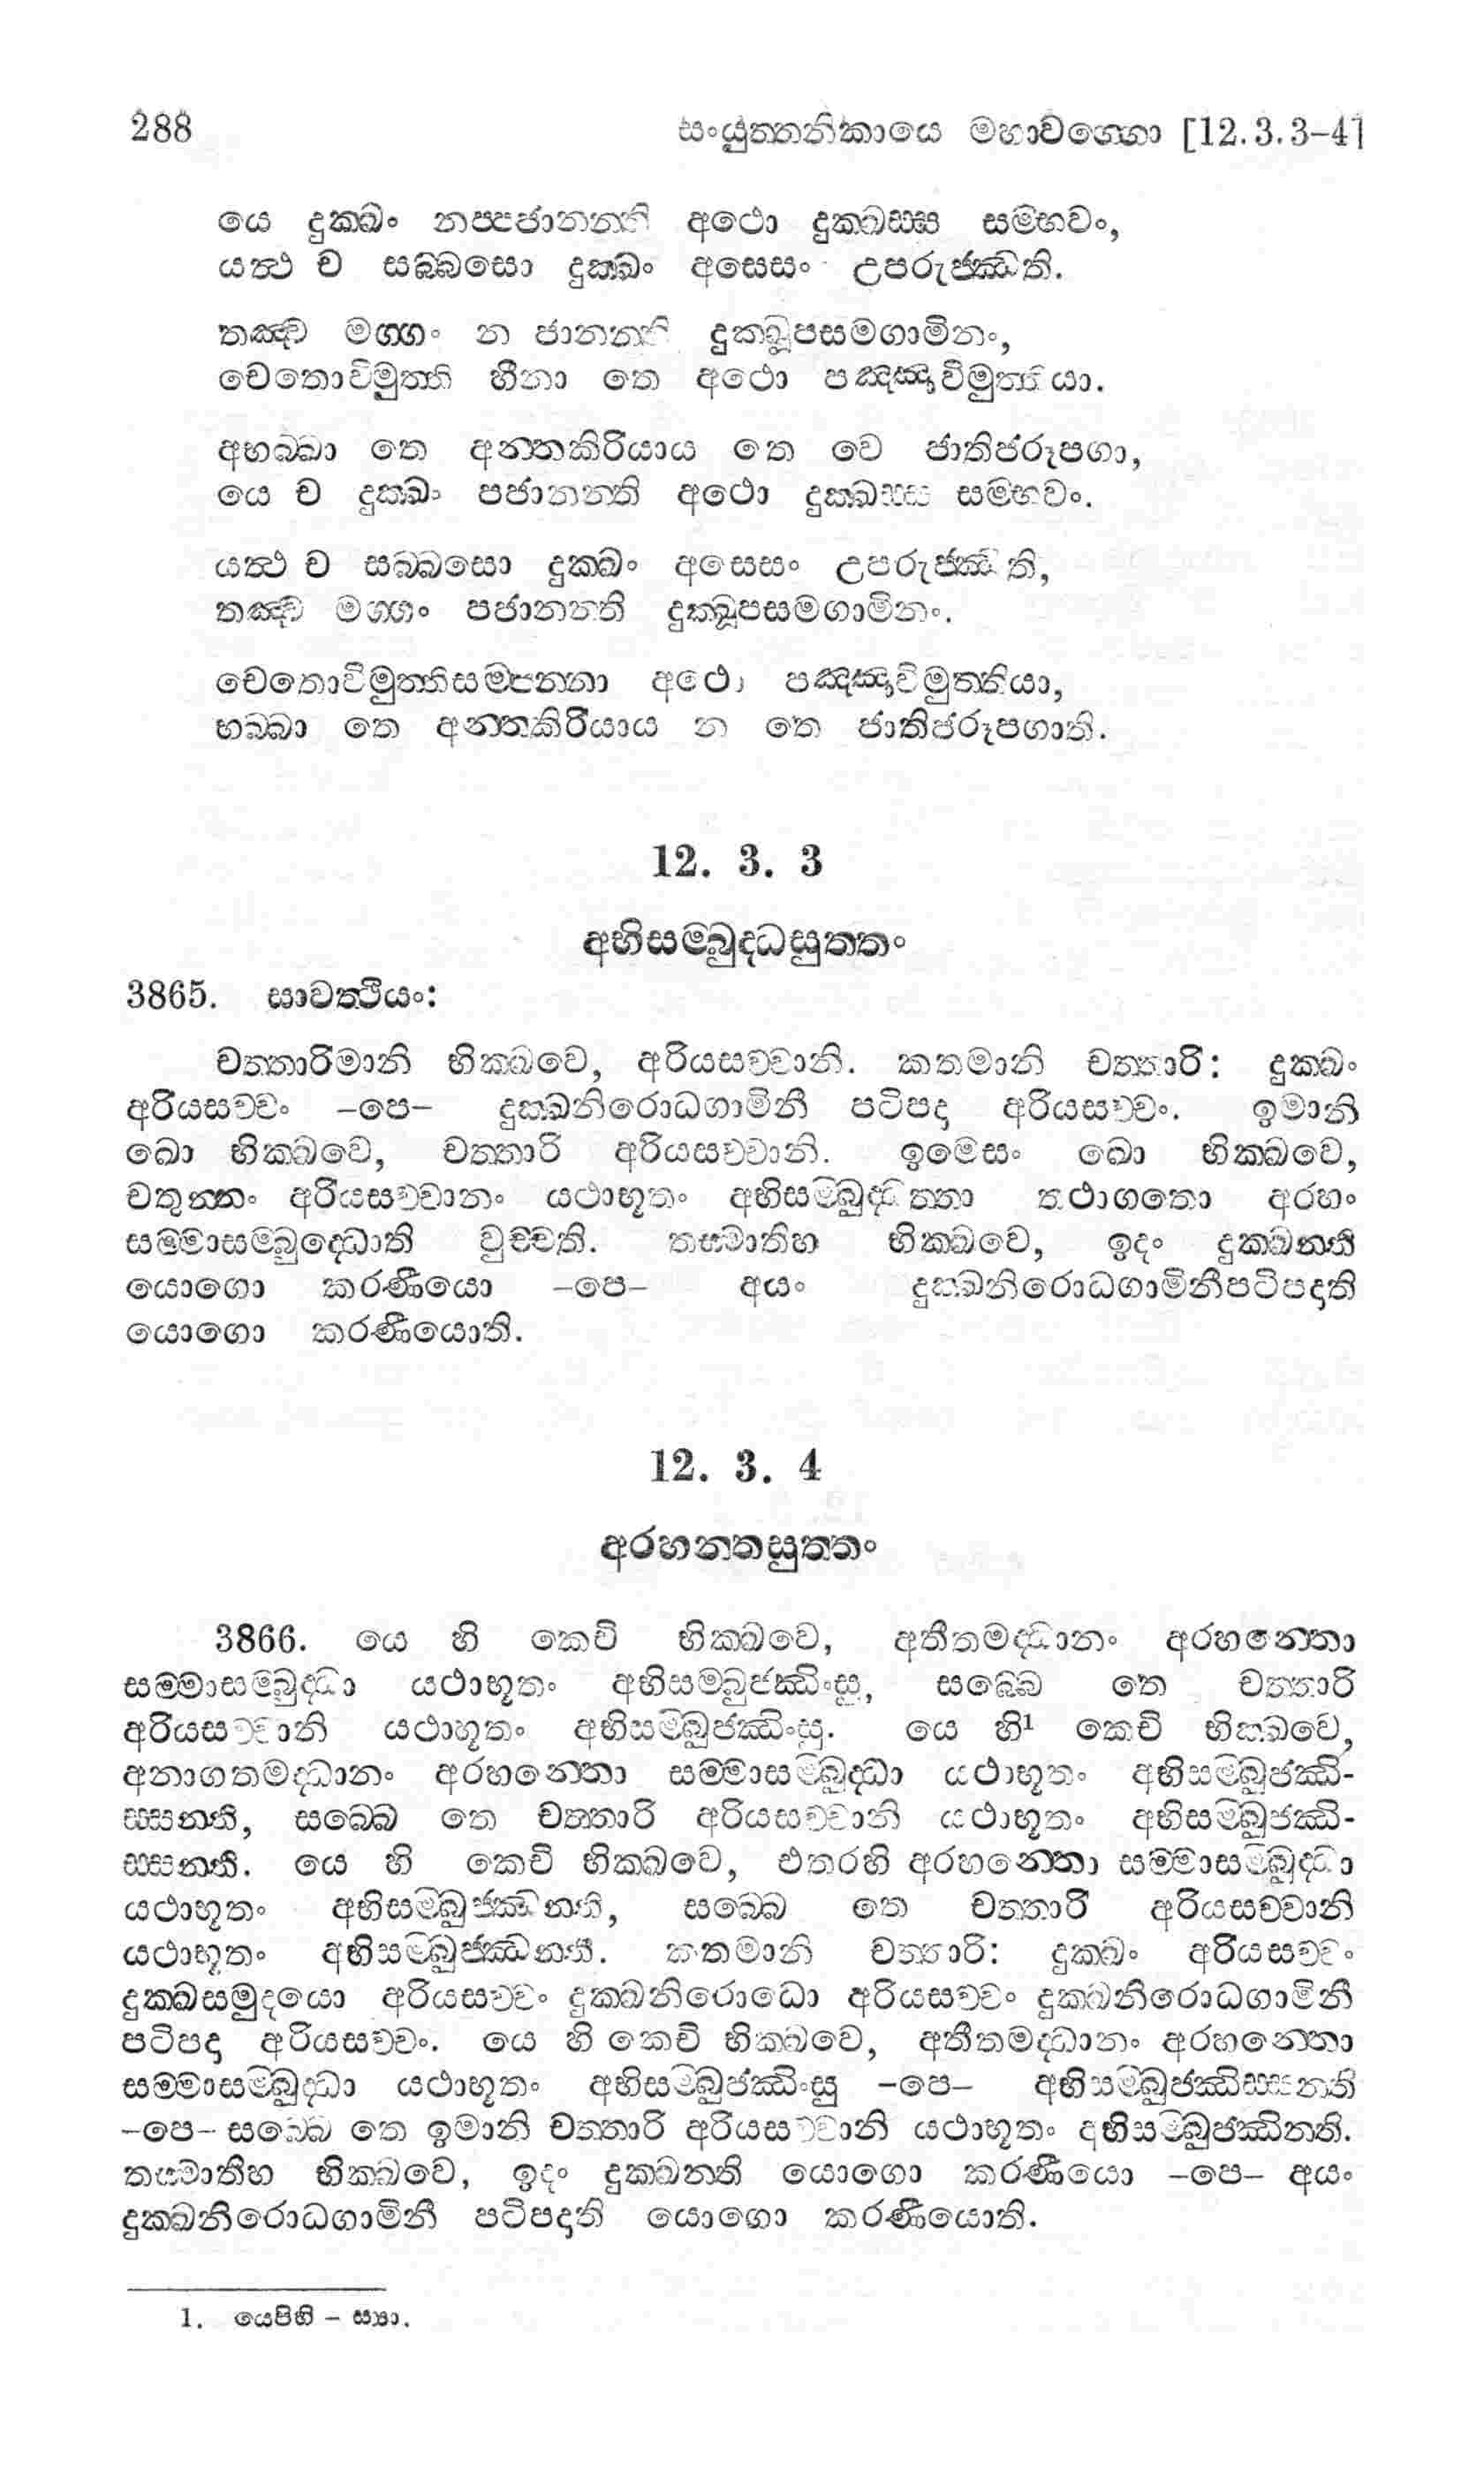 288 සංයුත්තනිකායෙ මහාවග්ගො [12.3.3–4]
යෙ දුක්ඛං නප්පජානන්ති අථො දුක්ඛස්ස සම්භවං,
යත්ථ ච සබ්බසො දුක්ඛං අසෙසං උපරුජ්ඣති.
තඤ්ච මග්ගං න ජානන්ති දුක්ඛූපසමගාමිනං,
චෙතොවිමුත්ති හීනා තෙ අථො පඤ්ඤාවිමුත්තියා.
අභබ්බා තෙ අන්තකිරියාය තෙ වෙ ජාතිජරූපගා,
යෙ ච දුක්ඛං පජානන්ති අථො දුක්ඛස්ස සම්භවං.
යත්ථ ච සබ්බසො දුක්ඛං අසෙසං උපරුජ්ඣති,
තඤ්ච මග්ගං පජානන්ති දුක්ඛූපසමගාමිනං.
චෙතොවිමුත්තිසම්පන්නා අථො පඤ්ඤාවිමුත්තියා,
භබ්බා තෙ අන්තකිරියාය න තෙ ජාතිජරූපගාති.
12. 3. 3
අභිසම්බුද්ධසුත්තං
3865. සාවත්ථියං:
චත්තාරිමානි භික්ඛවෙ, අරියසච්චානි. කතමානි චත්තාරි: දුක්ඛං
අරියසච්චං –පෙ– දුක්ඛනිරොධගාමිනී පටිපදා අරියසච්චං. ඉමානි
ඛො භික්ඛවෙ, චත්තාරි අරියසච්චානි. ඉමෙසං ඛො භික්ඛවෙ,
චතුන්නං අරියසච්චානං යථාභූතං අභිසම්බුද්ධත්තා තථාගතො අරහං
සම්මාසම්බුද්ධොති වුච්චති. තස්මාතිහ භික්ඛවෙ, ඉදං දුක්ඛන්ති
යොගො කරණීයො –පෙ– අයං දුක්ඛනිරොධගාමිනීපටිපදාති
යොගො කරණීයොති.
12. 3. 4
අරහන්තසුත්තං
3866. යෙ හි කෙචි භික්ඛවෙ, අතීතමද්ධානං අරහන්තො
සම්මාසම්බුද්ධා යථාභූතං අභිසම්බුජ්ඣිංසු, සබ්බෙ තෙ චත්තාරි
අරියසච්චානි යථාභූතං අභිසම්බුජ්ඣිංසු. යෙ හි¹ කෙචි භික්ඛවෙ,
අනාගතමද්ධානං අරහන්තො සම්මාසම්බුද්ධා යථාභූතං අභිසම්බුජ්ඣි-
ස්සන්ති, සබ්බෙ තෙ චත්තාරි අරියසච්චානි යථාභූතං අභිසම්බුජ්ඣි-
ස්සන්ති. යෙ හි කෙචි භික්ඛවෙ, එතරහි අරහන්තො සම්මාසම්බුද්ධා
යථාභූතං අභිසම්බුජ්ඣන්ති, සබ්බෙ තෙ චත්තාරි අරියසච්චානි
යථාභූතං අභිසම්බුජ්ඣන්ති. කතමානි චත්තාරි: දුක්ඛං අරියසච්චං
දුක්ඛසමුදයො අරියසච්චං දුක්ඛනිරොධො අරියසච්චං දුක්ඛනිරොධගාමිනී
පටිපදා අරියසච්චං. යෙ හි කෙචි භික්ඛවෙ, අතීතමද්ධානං අරහන්තො
සම්මාසම්බුද්ධා යථාභූතං අභිසම්බුජ්ඣිංසු –පෙ– අභිසම්බුජ්ඣිස්සන්ති
–පෙ– සබ්බෙ තෙ ඉමානි චත්තාරි අරියසච්චානි යථාභූතං අභිසම්බුජ්ඣන්ති.
තස්මාතිහ භික්ඛවෙ, ඉදං දුක්ඛන්ති යොගො කරණීයො –පෙ– අයං
දුක්ඛනිරොධගාමිනී පටිපදාති යොගො කරණීයොති.
1. යෙපිහි – ස්‍යා.